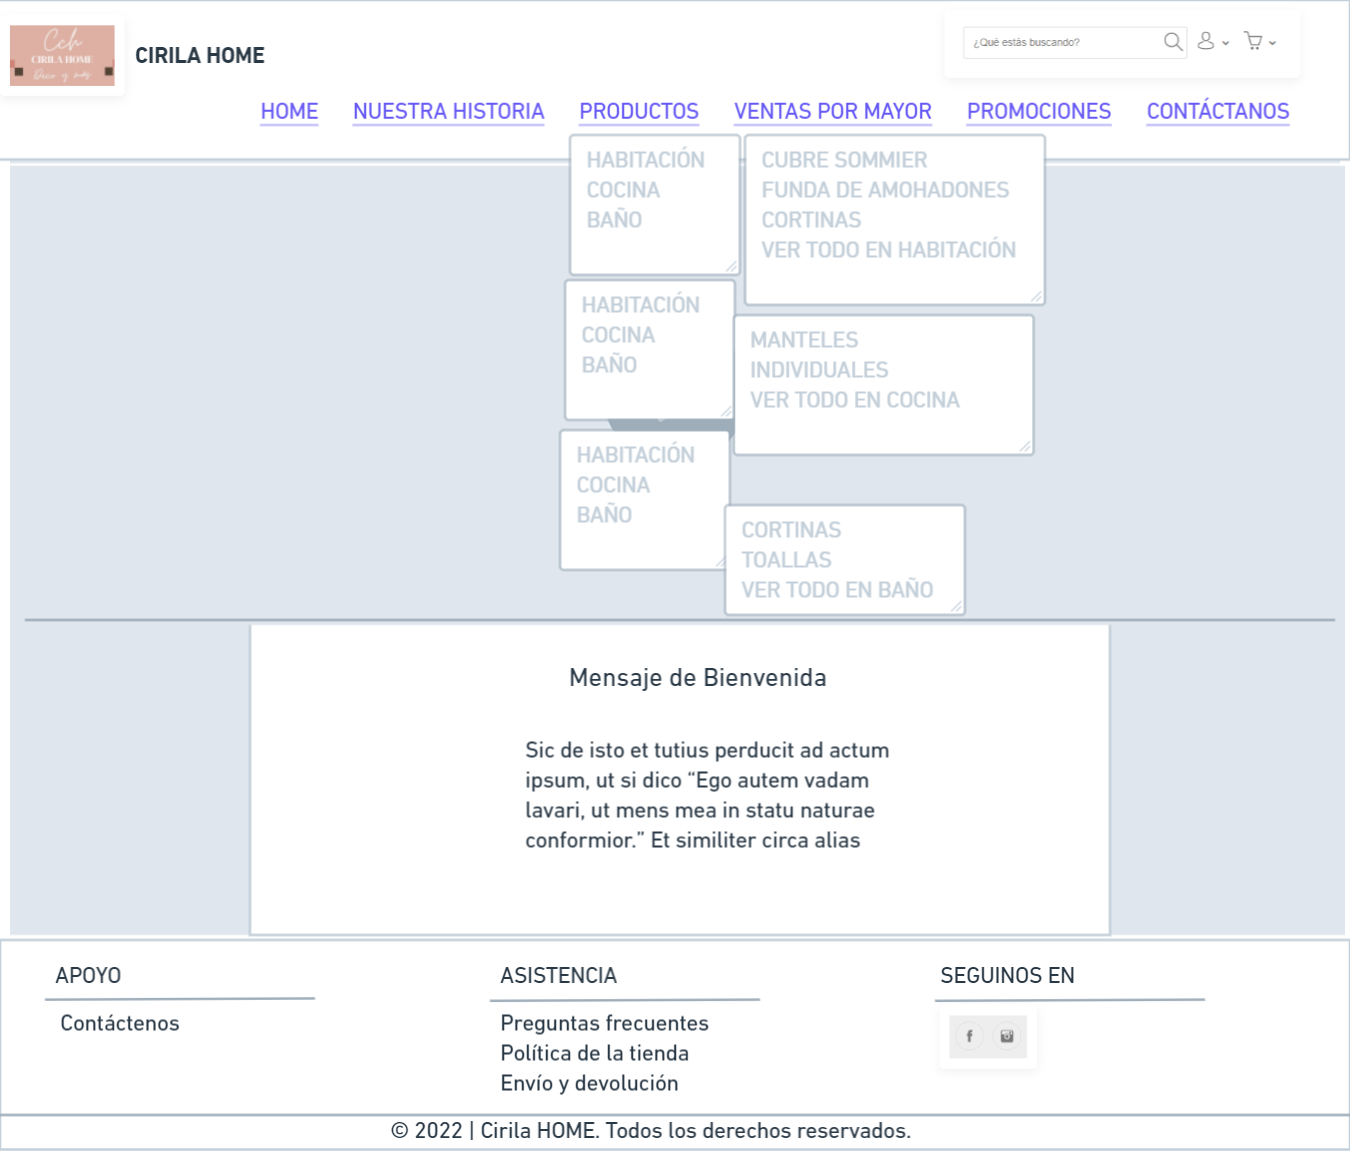 Cch
CIRILA HOME
Deco y más
CIRILA HOME
¿Qué estás buscando?
HOME
NUESTRA HISTORIA
PRODUCTOS
VENTAS POR MAYOR
PROMOCIONES
CONTÁCTANOS
HABITACIÓN
COCINA
BAÑO
CUBRE SOMMIER
FUNDA DE AMOHADONES
CORTINAS
VER TODO EN HABITACIÓN
HABITACIÓN
COCINA
BAÑO
MANTELES
INDIVIDUALES
VER TODO EN COCINA
HABITACIÓN
COCINA
BAÑO
CORTINAS
TOALLAS
VER TODO EN BAÑO
Mensaje de Bienvenida
Sic de isto et tutius perducit ad actum
ipsum, ut si dico “Ego autem vadam
lavari, ut mens mea in statu naturae
conformior.” Et similiter circa alias
APOYO
Contáctenos
ASISTENCIA
Preguntas frecuentes
Política de la tienda
Envío y devolución
SEGUINOS EN
© 2022 | Cirila HOME. Todos los derechos reservados.